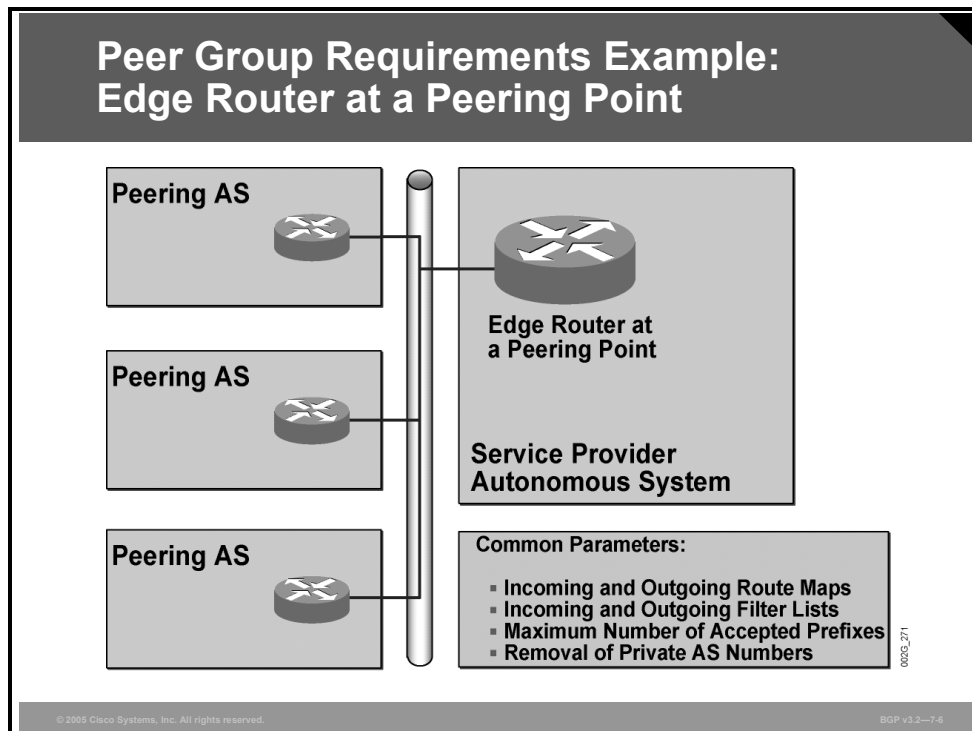 Peer Group Requirements Example:
Edge Router at a Peering Point
Peering AS
Peering AS
Peering AS
Edge Router at
a Peering Point
Service Provider
Autonomous System
Common Parameters:
▪ Incoming and Outgoing Route Maps
▪ Incoming and Outgoing Filter Lists
▪ Maximum Number of Accepted Prefixes
▪ Removal of Private AS Numbers
002G_271
© 2005 Cisco Systems, Inc. All rights reserved.
BGP v3.2—7-6